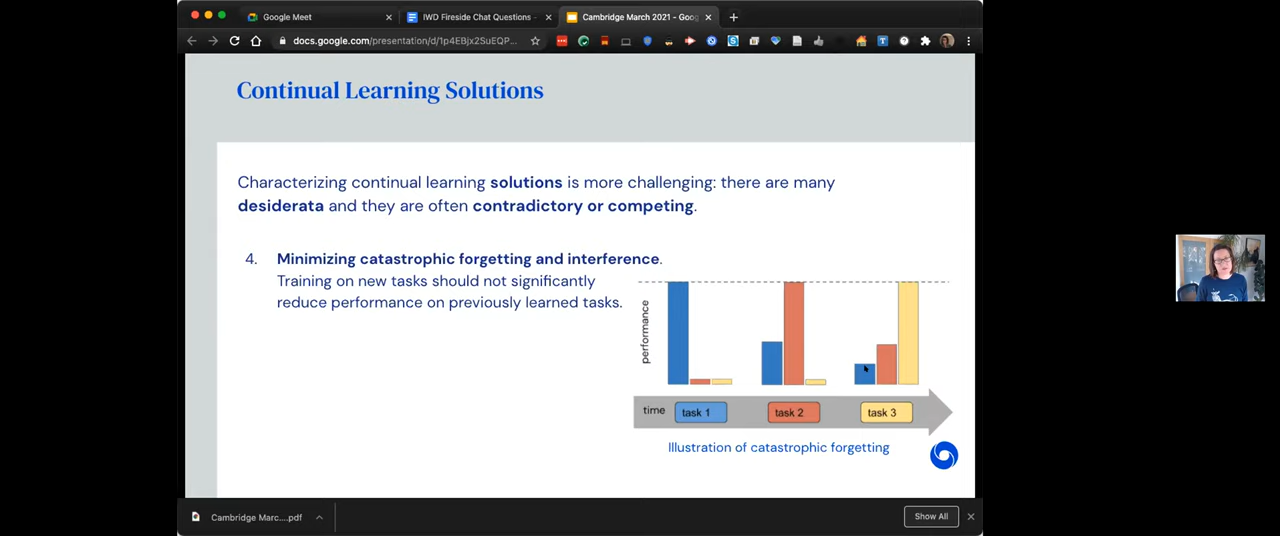 Google Meet
IWD Fireside Chat Questions -
Cambridge March 2021 - Goog
docs.google.com/presentation/d/1p4EBjx2SuEQP...
Continual Learning Solutions
Characterizing continual learning solutions is more challenging: there are many
desiderata and they are often contradictory or competing.
4. Minimizing catastrophic forgetting and interference.
Training on new tasks should not significantly
reduce performance on previously learned tasks.
performance
time task 1 task 2 task 3
Illustration of catastrophic forgetting
Cambridge Marc....pdf
Show All